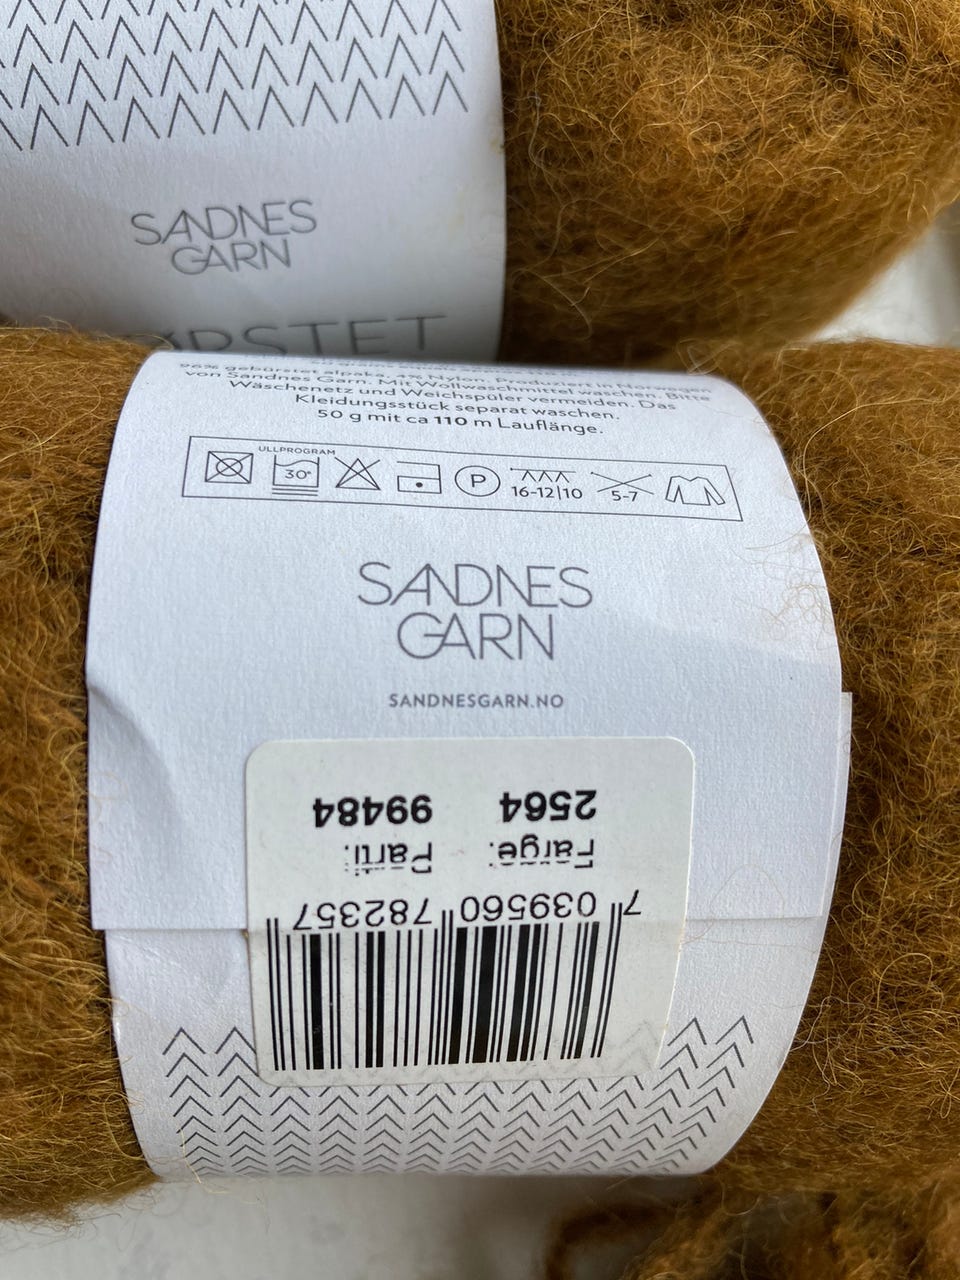 SANDNES
GARN
ØRSTET
96% gebürstet alpaka, 4% Nylon. Produziert in Norwegen
von Sandnes Garn. Mit Wollwaschmittel waschen. Bitte
Wäschenetz und Weichspüler vermeiden. Das
Kleidungsstück separat waschen.
50 g mit ca 110 m Lauflänge.
ULLPROGRAM
30° P 16-12|10 5-7
SANDNES
GARN
SANDNESGARN.NO
7 039560 782357
Farge: Parti:
2564 99484